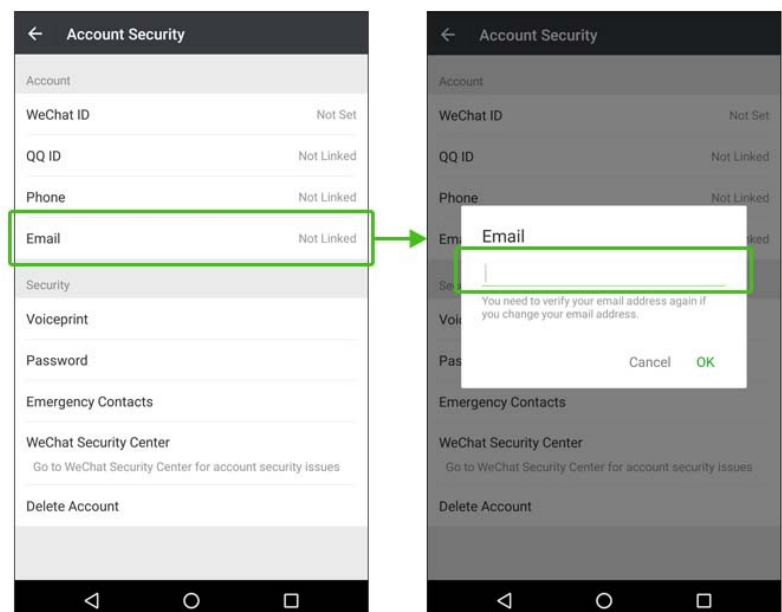 Account Security
Account
WeChat ID Not Set
QQ ID Not Linked
Phone Not Linked
Email Not Linked
Security
Voiceprint
Password
Emergency Contacts
WeChat Security Center
Go to WeChat Security Center for account security issues
Delete Account
Account Security
Account
WeChat ID Not Set
QQ ID Not Linked
Phone Not Linked
Email
You need to verify your email address again if
you change your email address.
Cancel OK
Emergency Contacts
WeChat Security Center
Go to WeChat Security Center for account security issues
Delete Account